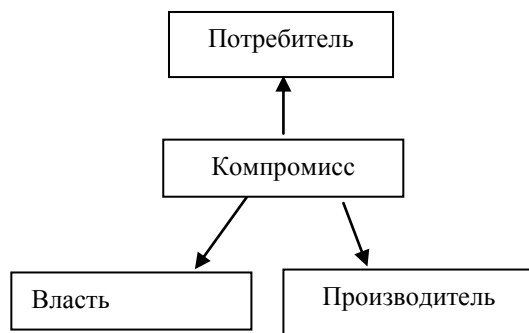 Потребитель
Компромисс
Власть
Производитель